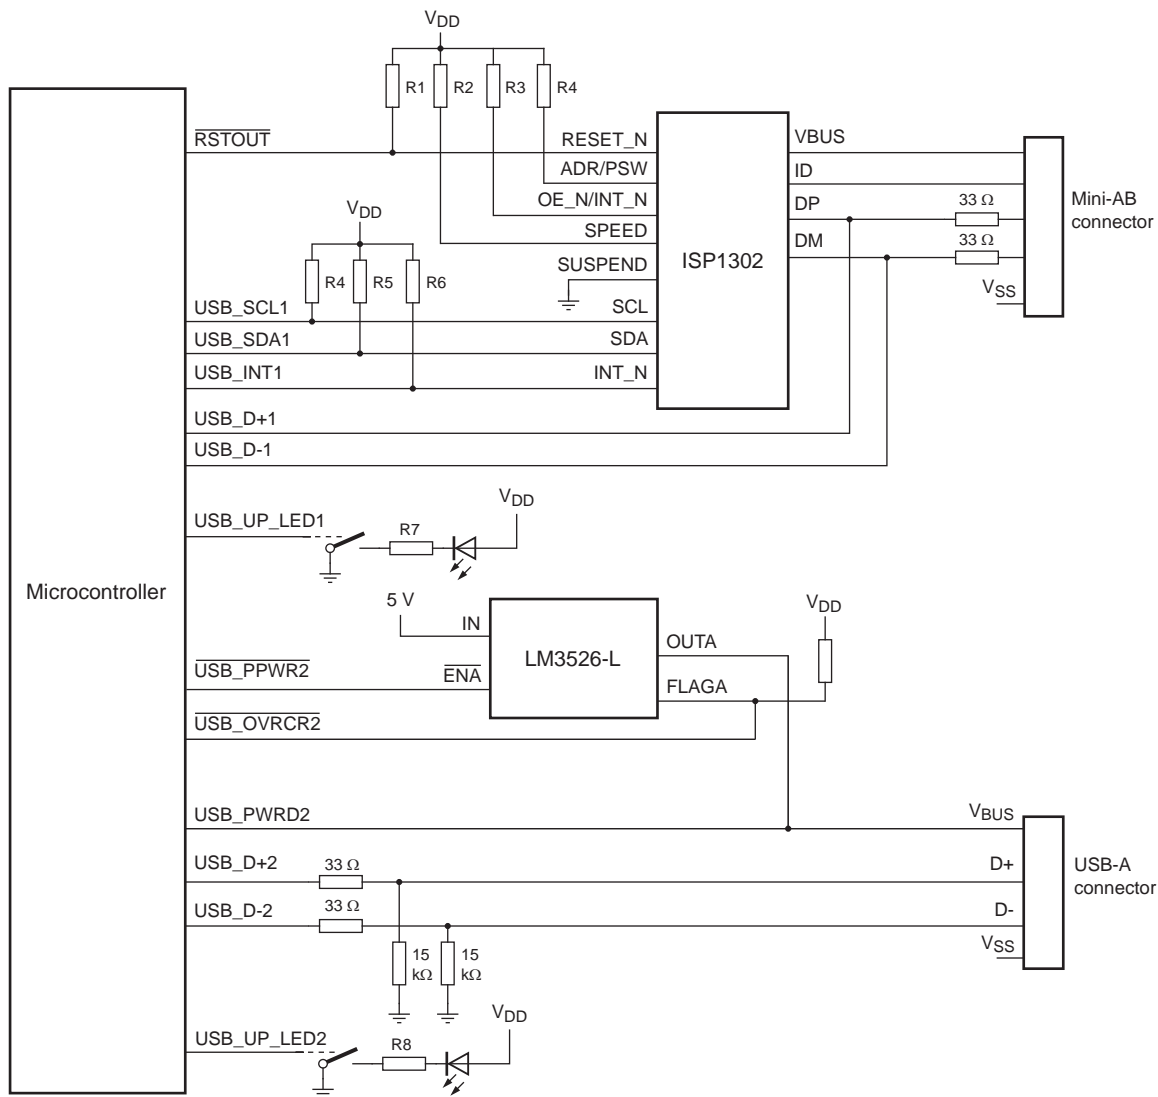 VDD
R1 R2 R3 R4
RSTOUT
RESET_N
VBUS
ADR/PSW
ID
OE_N/INT_N
DP
33 Ω
Mini-AB
connector
VDD
SPEED
DM
33 Ω
ISP1302
SUSPEND
R4 R5 R6
VSS
USB_SCL1
SCL
USB_SDA1
SDA
USB_INT1
INT_N
USB_D+1
USB_D-1
VDD
USB_UP_LED1
R7
Microcontroller
5 V
VDD
IN
OUTA
LM3526-L
USB_PPWR2
ENA
FLAGA
USB_OVRCR2
USB_PWRD2
VBUS
USB_D+2
33 Ω
D+
USB-A
connector
USB_D-2
33 Ω
D-
VSS
15
kΩ
15
kΩ
VDD
USB_UP_LED2
R8